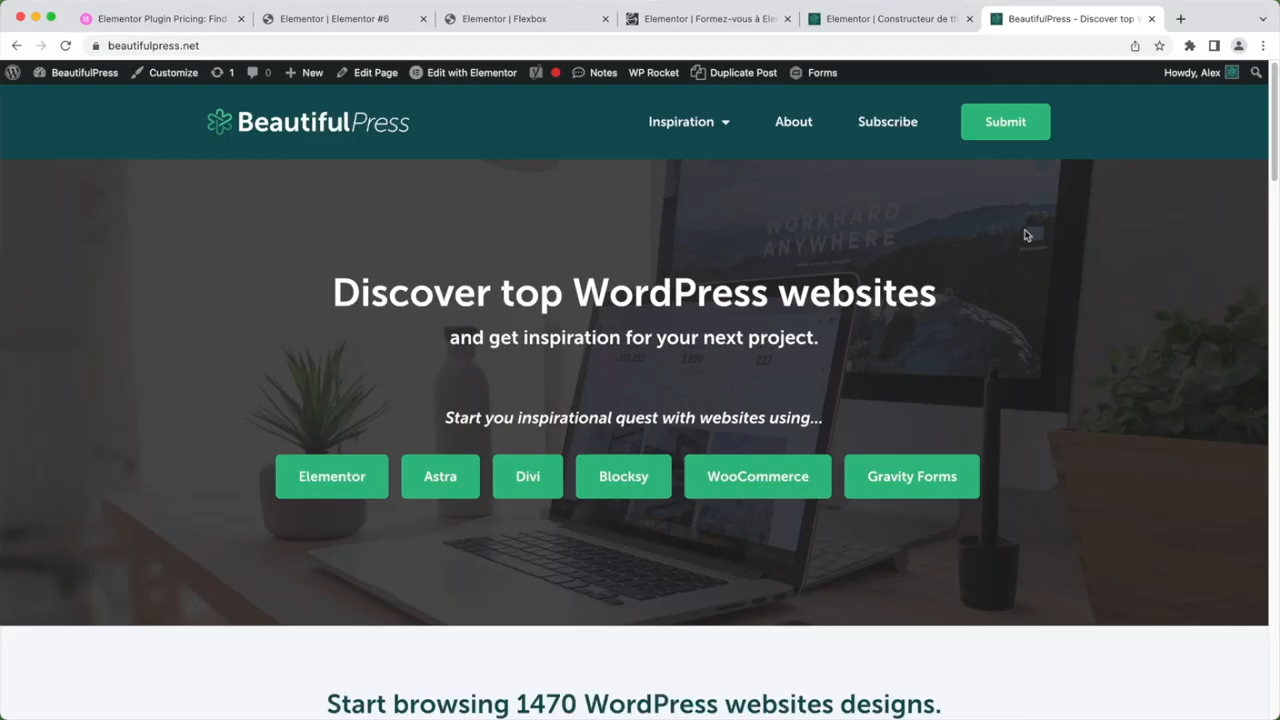 Elementor Plugin Pricing: Find
Elementor | Elementor #6
Elementor | Flexbox
Elementor | Formez-vous à Ele
Elementor | Constructeur de th
BeautifulPress - Discover top W
beautifulpress.net
BeautifulPress
Customize
1
0
New
Edit Page
Edit with Elementor
Notes
WP Rocket
Duplicate Post
Forms
Howdy, Alex
BeautifulPress
Inspiration
About
Subscribe
Submit
WORKHARD
ANYWHERE
Discover top WordPress websites
and get inspiration for your next project.
3,820
227
Start you inspirational quest with websites using...
Elementor
Astra
Divi
Blocksy
WooCommerce
Gravity Forms
Start browsing 1470 WordPress websites designs.